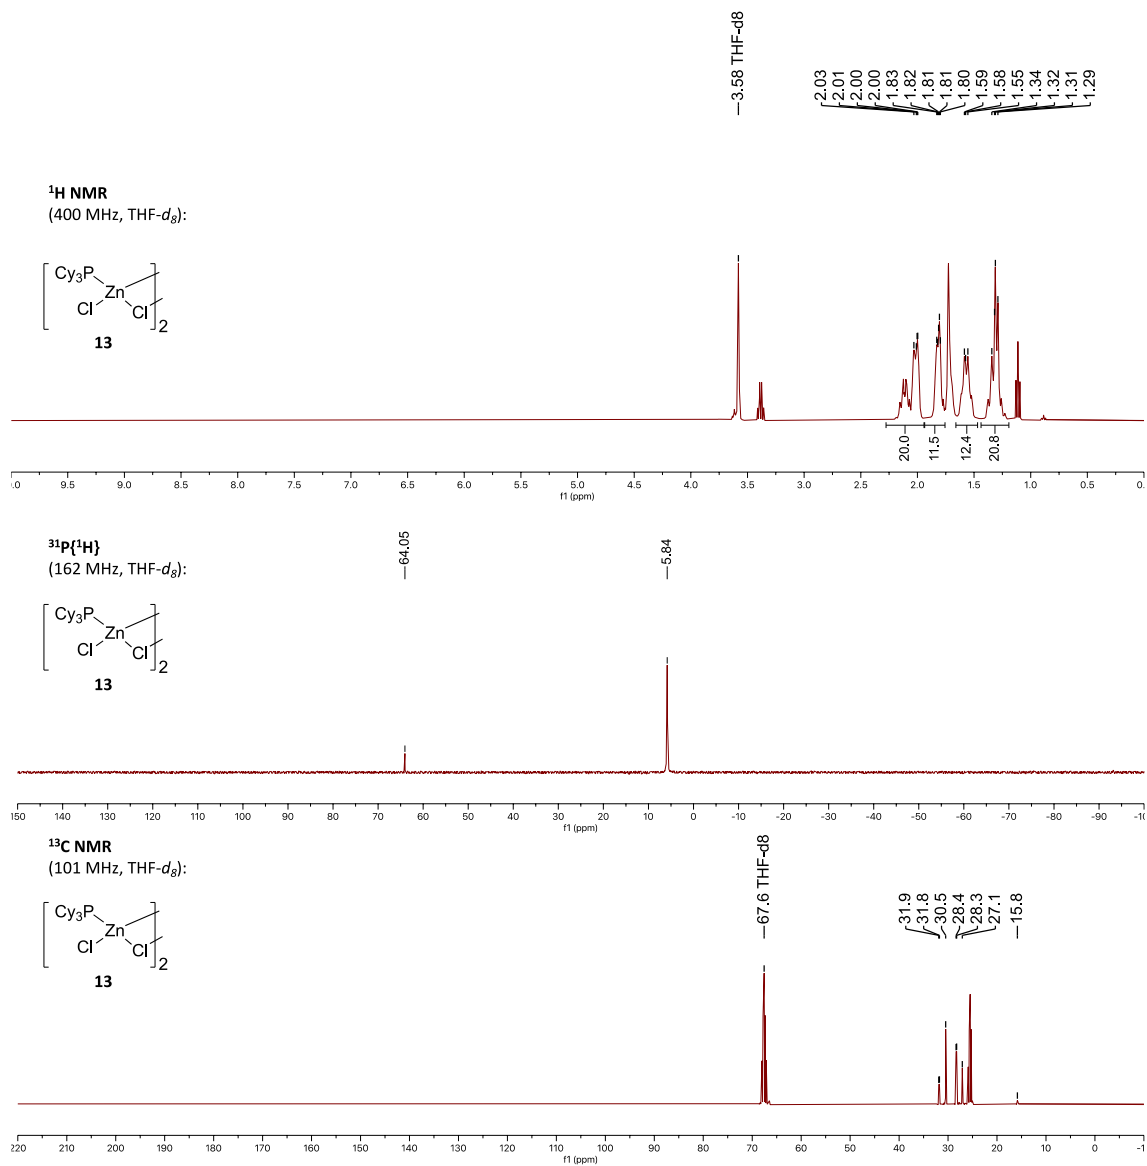 3.58 THF-d8
2.03
2.01
2.00
2.00
1.83
1.82
1.81
1.81
1.80
1.59
1.58
1.55
1.34
1.32
1.31
1.29
¹H NMR
(400 MHz, THF-d₈):
Cy₃P
Zn
Cl Cl
2
13
20.0 11.5 12.4 20.8
.0 9.5 9.0 8.5 8.0 7.5 7.0 6.5 6.0 5.5 5.0 4.5 4.0 3.5 3.0 2.5 2.0 1.5 1.0 0.5 0.
f1 (ppm)
64.05
5.84
³¹P{¹H}
(162 MHz, THF-d₈):
Cy₃P
Zn
Cl Cl
2
13
150 140 130 120 110 100 90 80 70 60 50 40 30 20 10 0 -10 -20 -30 -40 -50 -60 -70 -80 -90 -10
f1 (ppm)
¹³C NMR
(101 MHz, THF-d₈):
67.6 THF-d8
31.9
31.8
30.5
28.4
28.3
27.1
15.8
Cy₃P
Zn
Cl Cl
2
13
220 210 200 190 180 170 160 150 140 130 120 110 100 90 80 70 60 50 40 30 20 10 0 -1
f1 (ppm)